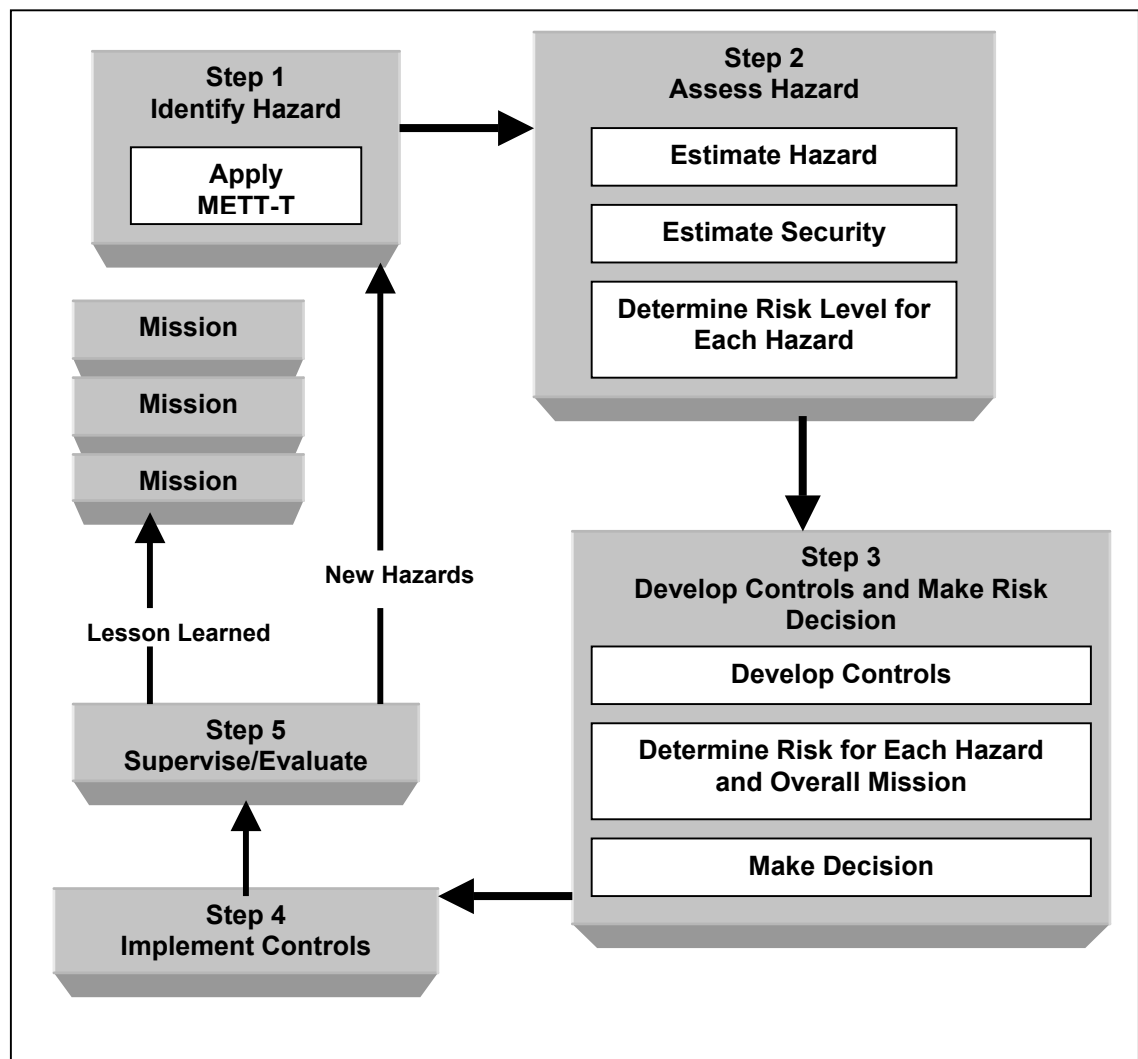 Step 1
Identify Hazard
Apply
METT-T
Step 2
Assess Hazard
Estimate Hazard
Estimate Security
Determine Risk Level for
Each Hazard
Mission
Mission
Mission
New Hazards
Lesson Learned
Step 3
Develop Controls and Make Risk
Decision
Develop Controls
Determine Risk for Each Hazard
and Overall Mission
Make Decision
Step 5
Supervise/Evaluate
Step 4
Implement Controls